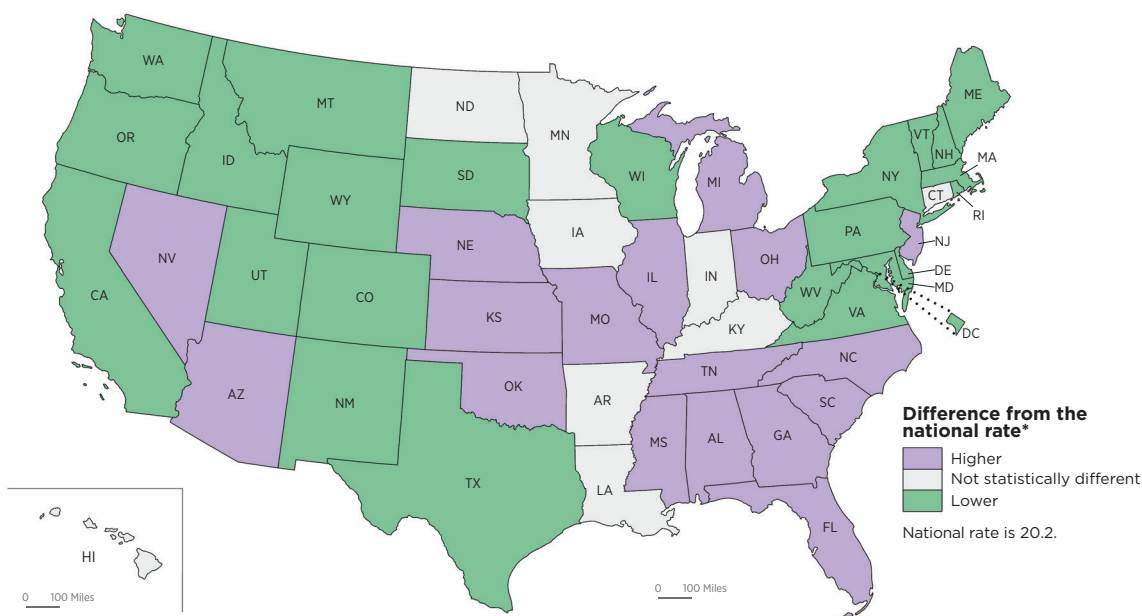 WA
MT
ND
MN
ME
OR
ID
SD
WI
MI
VT
NH
MA
NY
WY
CT
RI
NV
NE
IA
PA
NJ
CA
UT
CO
IL
IN
OH
DE
MD
WV
VA
DC
KS
MO
KY
AZ
NM
OK
AR
TN
NC
SC
MS
AL
GA
TX
LA
FL
HI
Difference from the
national rate*
Higher
Not statistically different
Lower
National rate is 20.2.
0 100 Miles
0 100 Miles